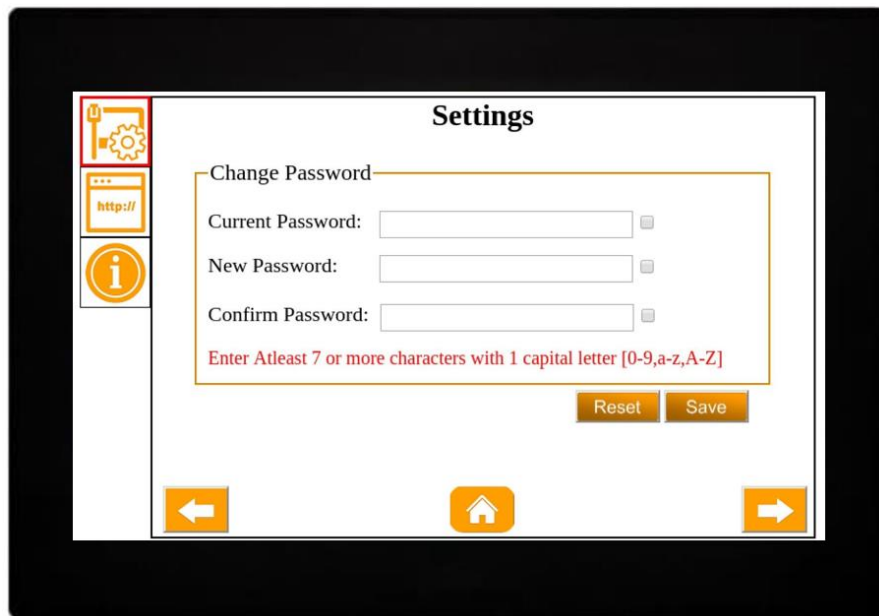 Settings
http://
i
Change Password
Current Password:
New Password:
Confirm Password:
Enter Atleast 7 or more characters with 1 capital letter [0-9,a-z,A-Z]
Reset Save